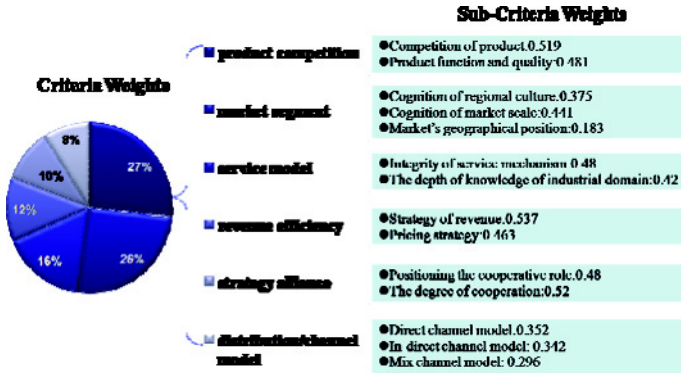 Sub-Criteria Weights
Criteria Weights
27%
26%
16%
12%
10%
9%
product competition
●Competition of product.0.519
●Product function and quality:0.481
market segment
●Cognition of regional culture.0.375
●Cognition of market scale:0.441
●Market's geographical position:0.183
service model
●Integrity of service mechanism 0.48
●The depth of knowledge of industrial domain:0.42
revenue efficiency
●Strategy of revenue.0.537
●Pricing strategy:0.463
strategy alliance
●Positioning the cooperative role.0.48
●The degree of cooperation:0.52
distribution/channel
model
●Direct channel model.0.352
●In direct channel model: 0.342
●Mix channel model: 0.296